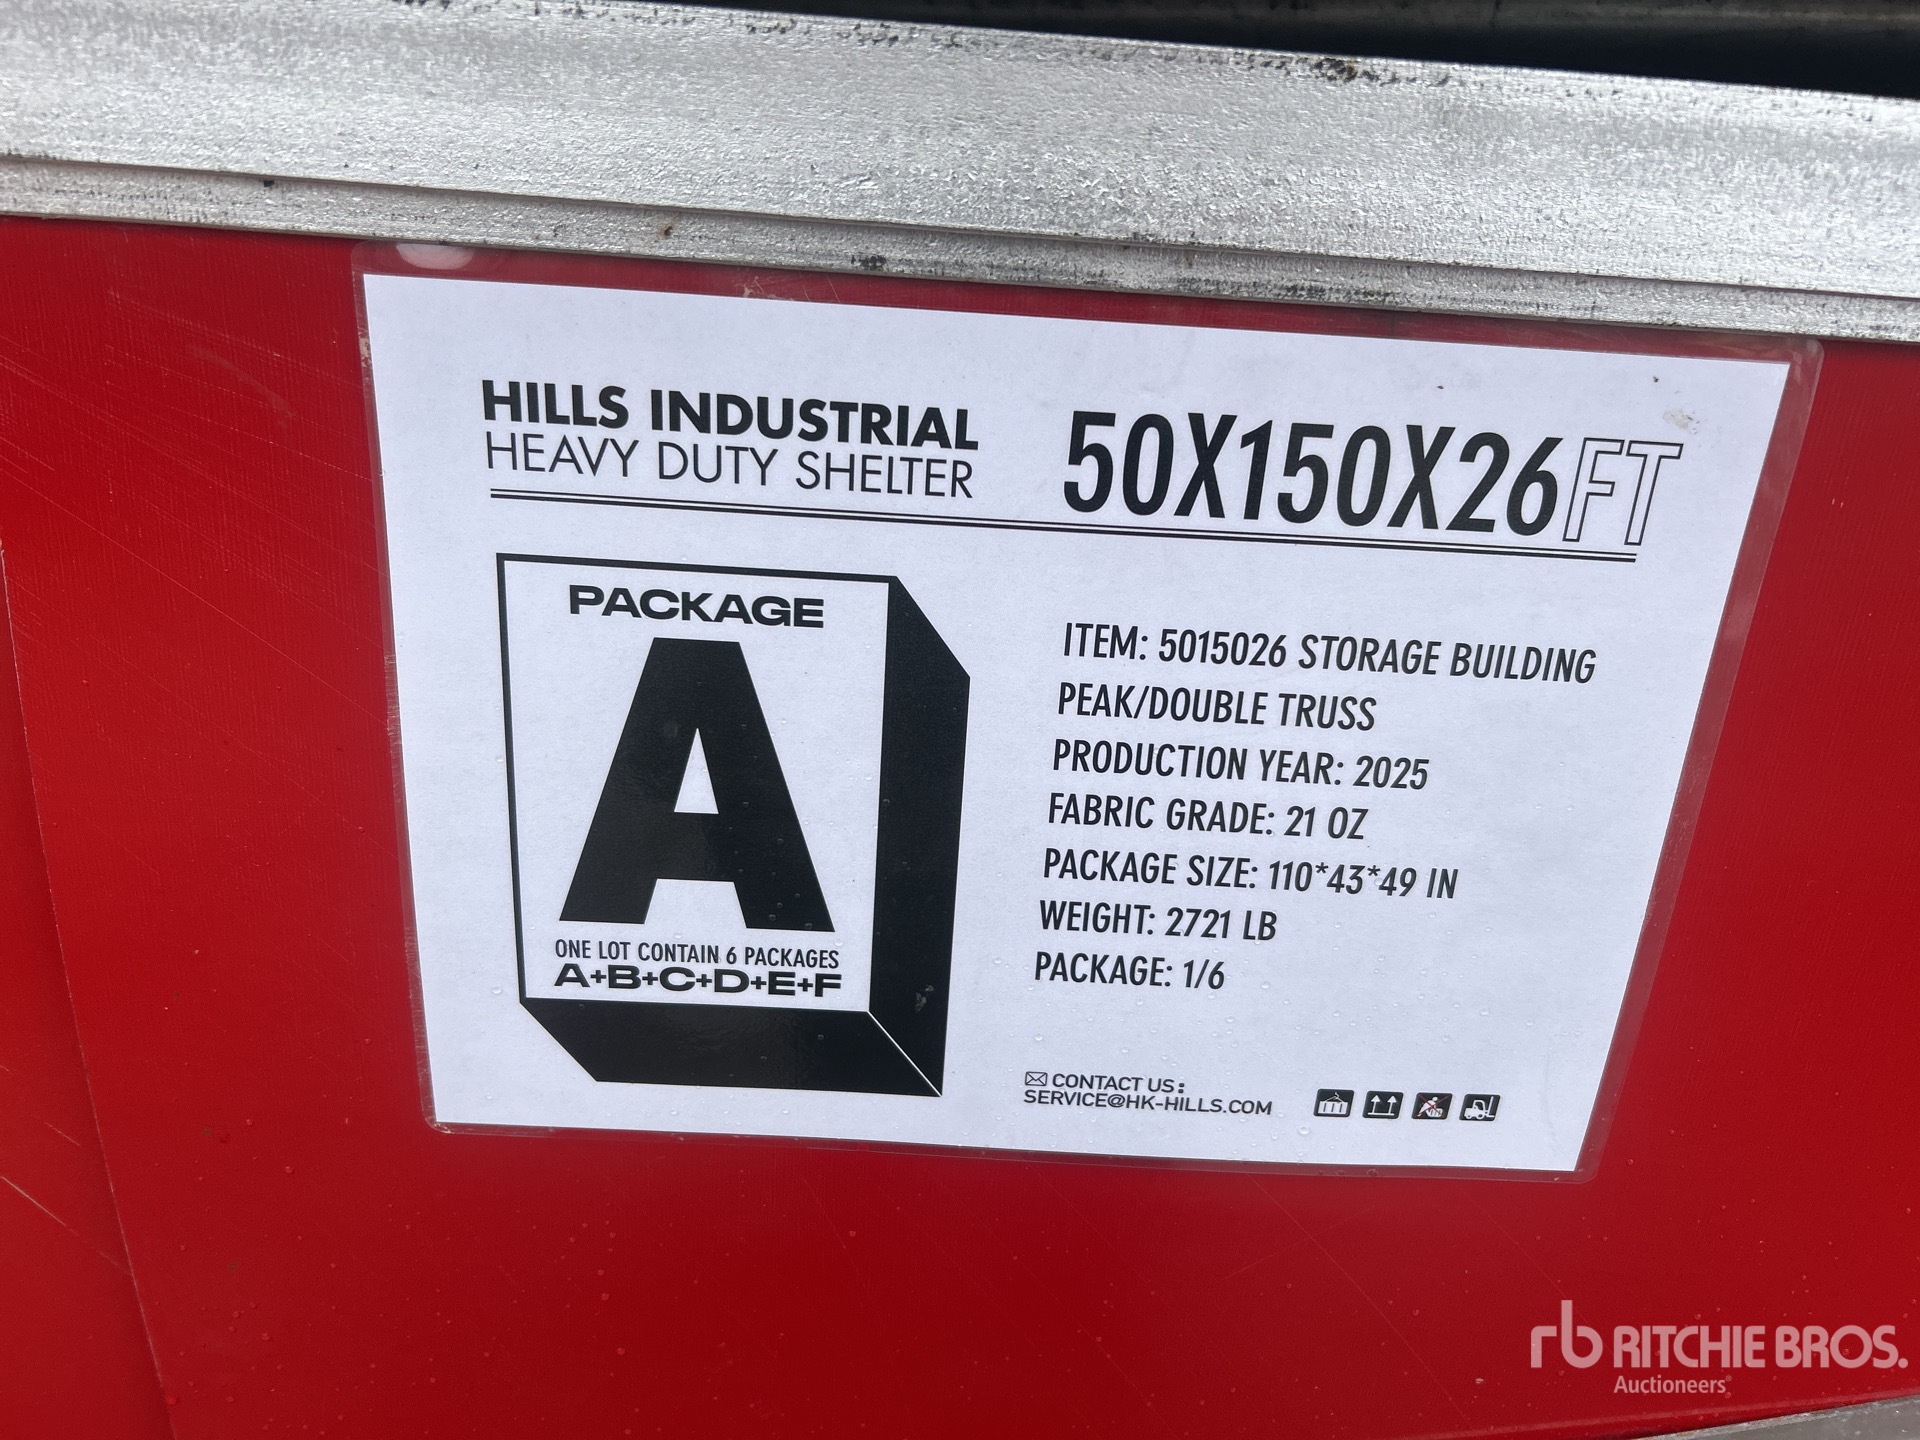 HILLS INDUSTRIAL
HEAVY DUTY SHELTER
50X150X26FT
PACKAGE
A
ONE LOT CONTAIN 6 PACKAGES
A+B+C+D+E+F
ITEM: 5015026 STORAGE BUILDING
PEAK/DOUBLE TRUSS
PRODUCTION YEAR: 2025
FABRIC GRADE: 21 OZ
PACKAGE SIZE: 110*43*49 IN
WEIGHT: 2721 LB
PACKAGE: 1/6
CONTACT US:
SERVICE@HK-HILLS.COM
rb RITCHIE BROS.
Auctioneers